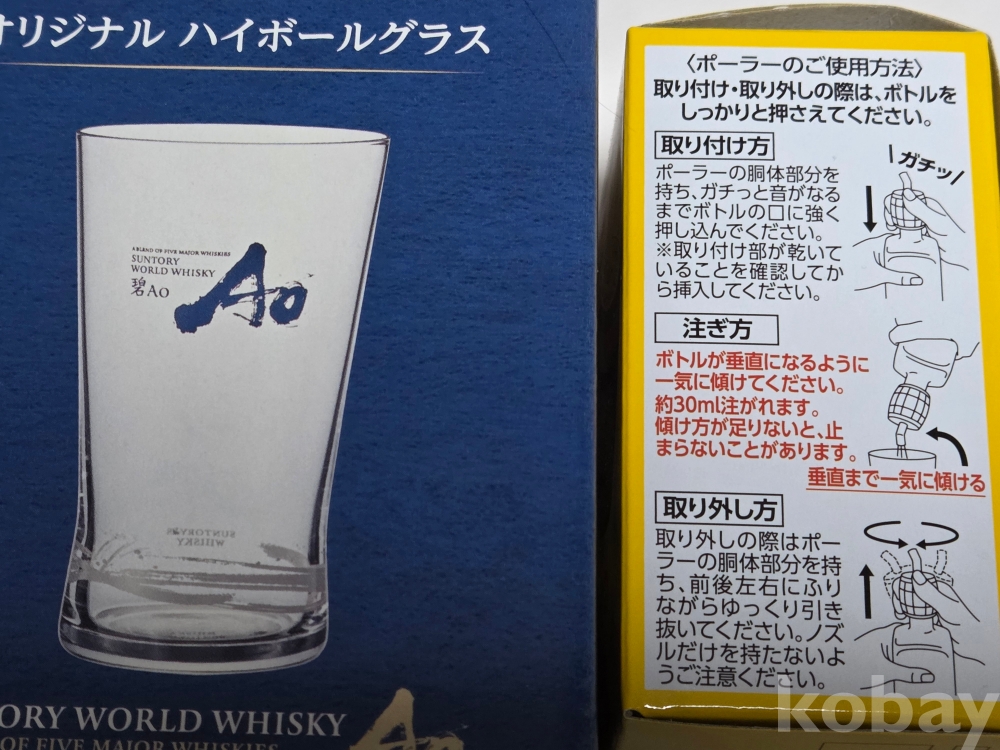 オリジナル ハイボールグラス
A BLEND OF FIVE MAJOR WHISKIES
SUNTORY
WORLD WHISKY
碧 AO
Ao
SUNTORY
WHISKY
TORY WORLD WHISKY
OF FIVE MAJOR WHISKIES
Ao
〈ポーラーのご使用方法〉
取り付け・取り外しの際は、ボトルを
しっかりと押さえてください。
取り付け方
ガチッ
ポーラーの胴体部分を
持ち、ガチっと音がなる
までボトルの口に強く
押し込んでください。
※取り付け部が乾いて
いることを確認してか
ら挿入してください。
注ぎ方
ボトルが垂直になるように
一気に傾けてください。
約30ml注がれます。
傾け方が足りないと、止
まらないことがあります。
垂直まで一気に傾ける
取り外し方
取り外しの際はポー
ラーの胴体部分を持
ち、前後左右にふり
ながらゆっくり引き
抜いてください。ノズ
ルだけを持たないよ
うご注意ください。
kobay